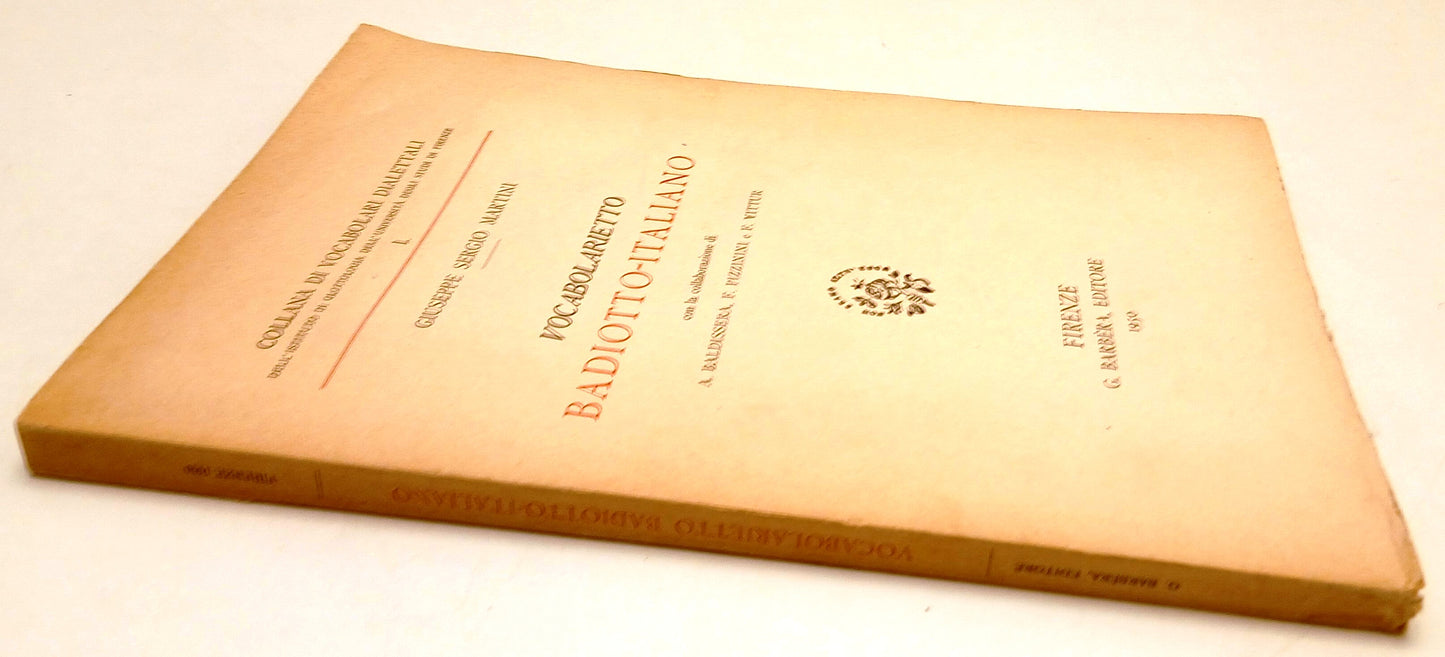 COLLANA DI VOCABOLARI DIALETTALI
DELL'ISTITUTO DI GLOTTOLOGIA DELL'UNIVERSITÀ DEGLI STUDI DI FIRENZE
I.
GIUSEPPE SERGIO MARTINI
VOCABOLARIETTO
BADIOTTO-ITALIANO
con la collaborazione di
A. BALDISSERA, F. PIZZININI e F. VITTUR
FIRENZE
G. BARBÈRA, EDITORE
1950
G. BARBÈRA, EDITORE
VOCABOLARIETTO BADIOTTO-ITALIANO
FIRENZE 1950